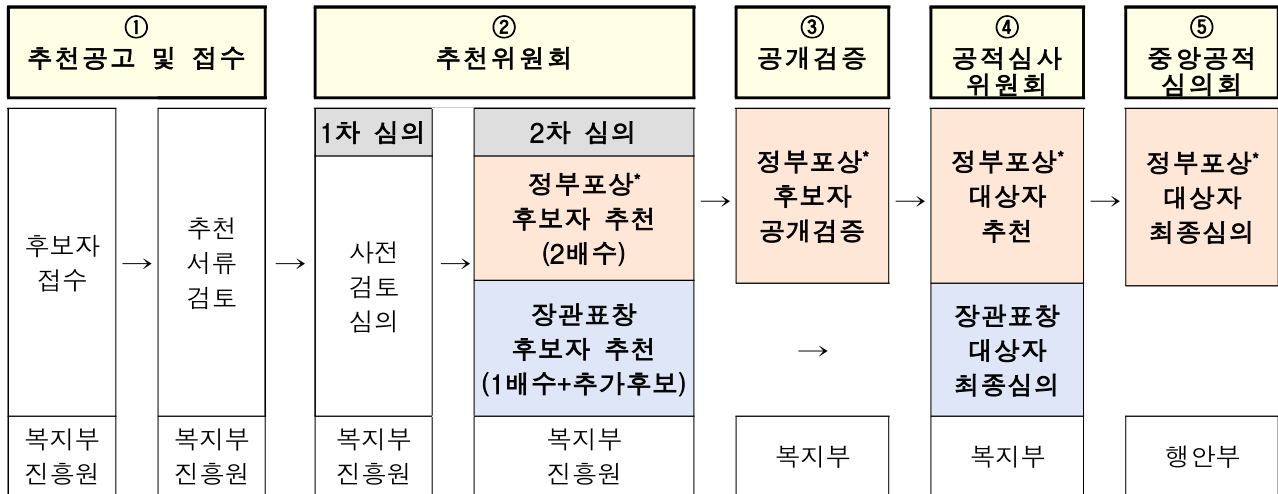 ①
추천공고 및 접수
②
추천위원회
③
공개검증
④
공적심사
위원회
⑤
중앙공적
심의회
후보자
접수
→
추천
서류
검토
→
1차 심의
사전
검토
심의
→
2차 심의
정부포상*
후보자 추천
(2배수)
장관표창
후보자 추천
(1배수+추가후보)
→
정부포상*
후보자
공개검증
→
→
정부포상*
대상자
추천
장관표창
대상자
최종심의
→
정부포상*
대상자
최종심의
복지부
진흥원
복지부
진흥원
복지부
진흥원
복지부
진흥원
복지부
복지부
행안부